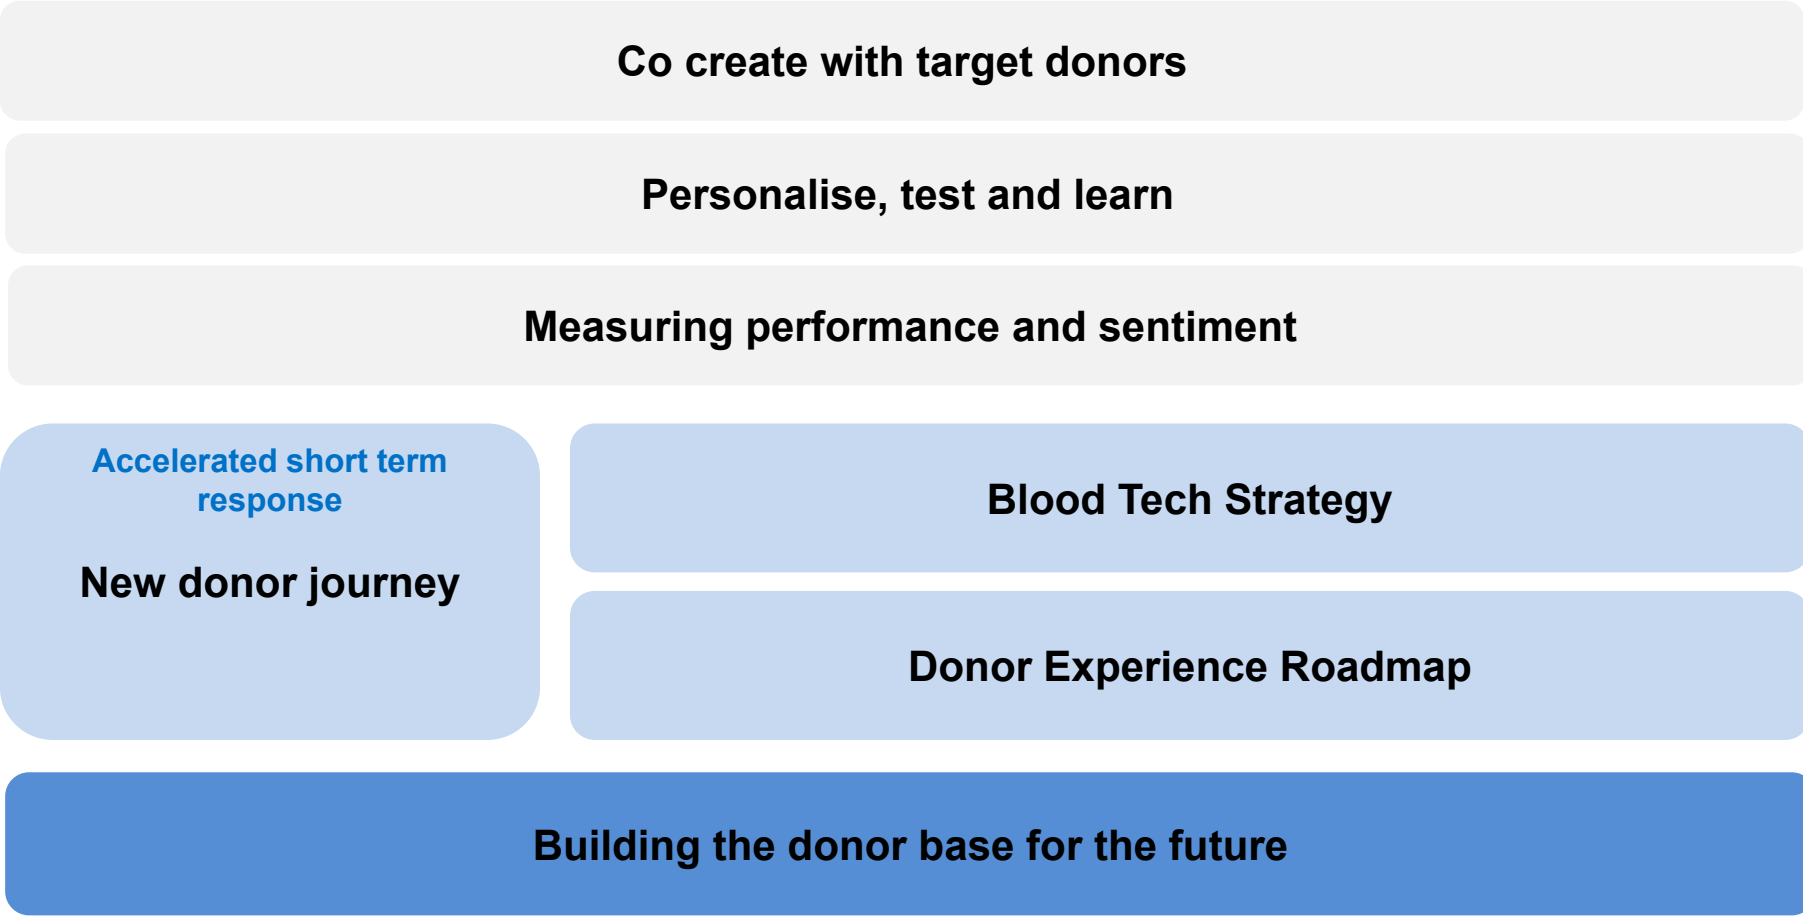 Co create with target donors
Personalise, test and learn
Measuring performance and sentiment
Accelerated short term
response
New donor journey
Blood Tech Strategy
Donor Experience Roadmap
Building the donor base for the future